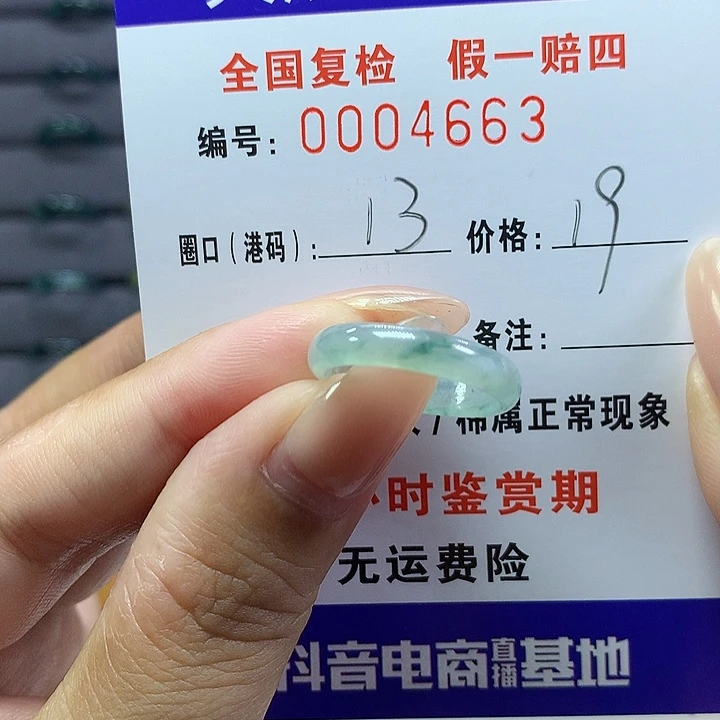 全国复检 假一赔四
编号：0004663
圈口（港码）：13 价格：19
备注：
棉属正常现象
小时鉴赏期
无运费险
抖音电商直播基地